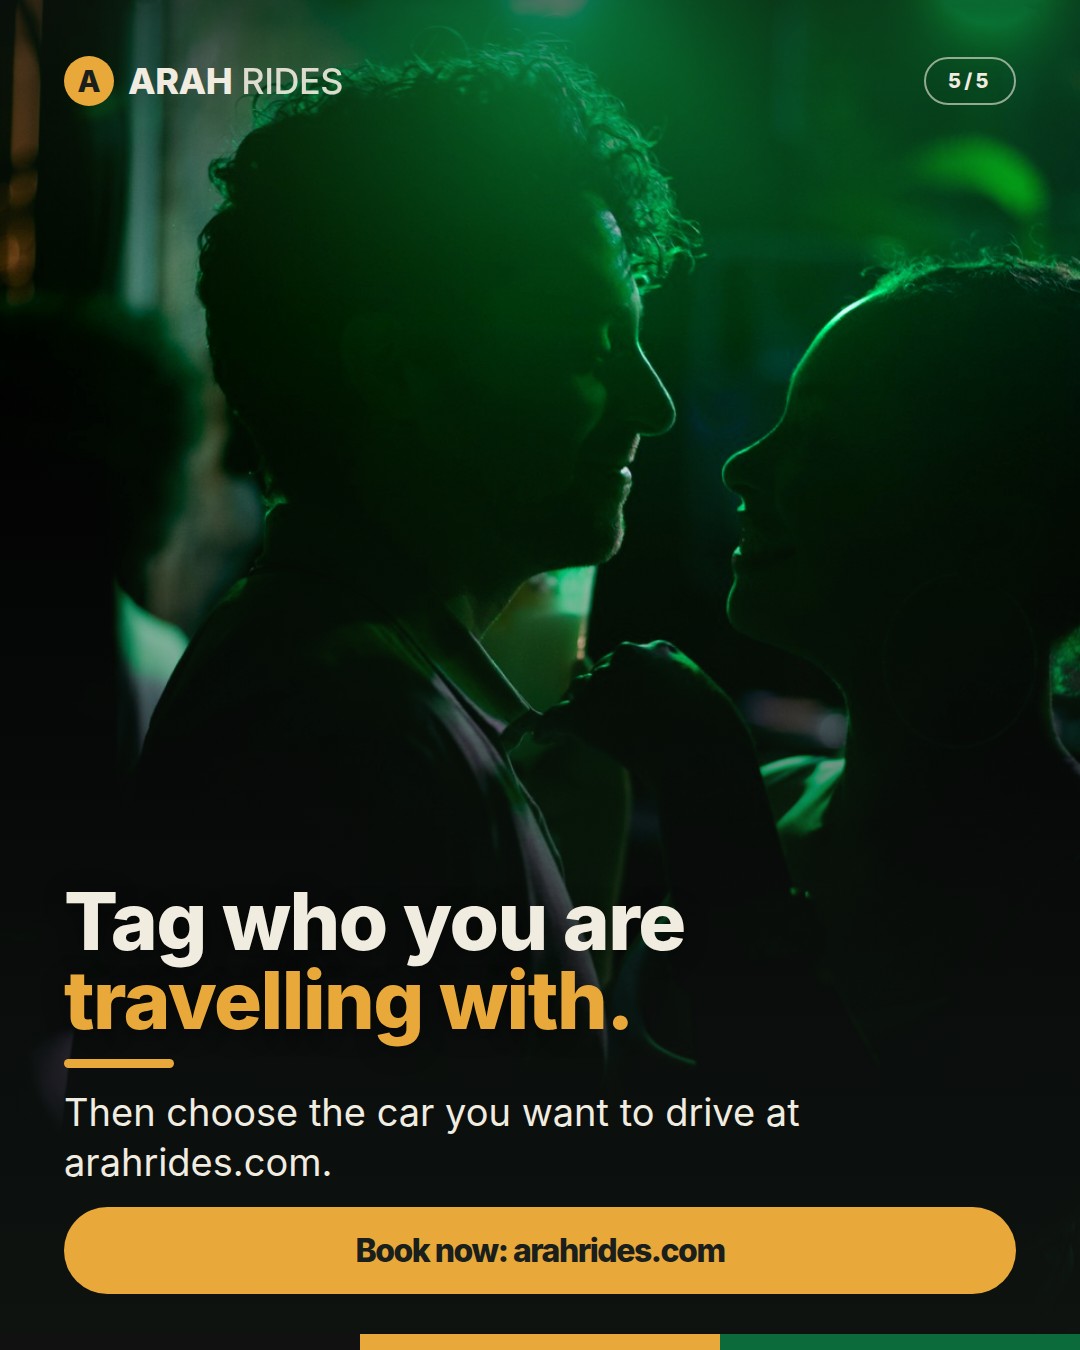 A ARAH RIDES
5/5
Tag who you are
travelling with.
Then choose the car you want to drive at
arahrides.com.
Book now: arahrides.com